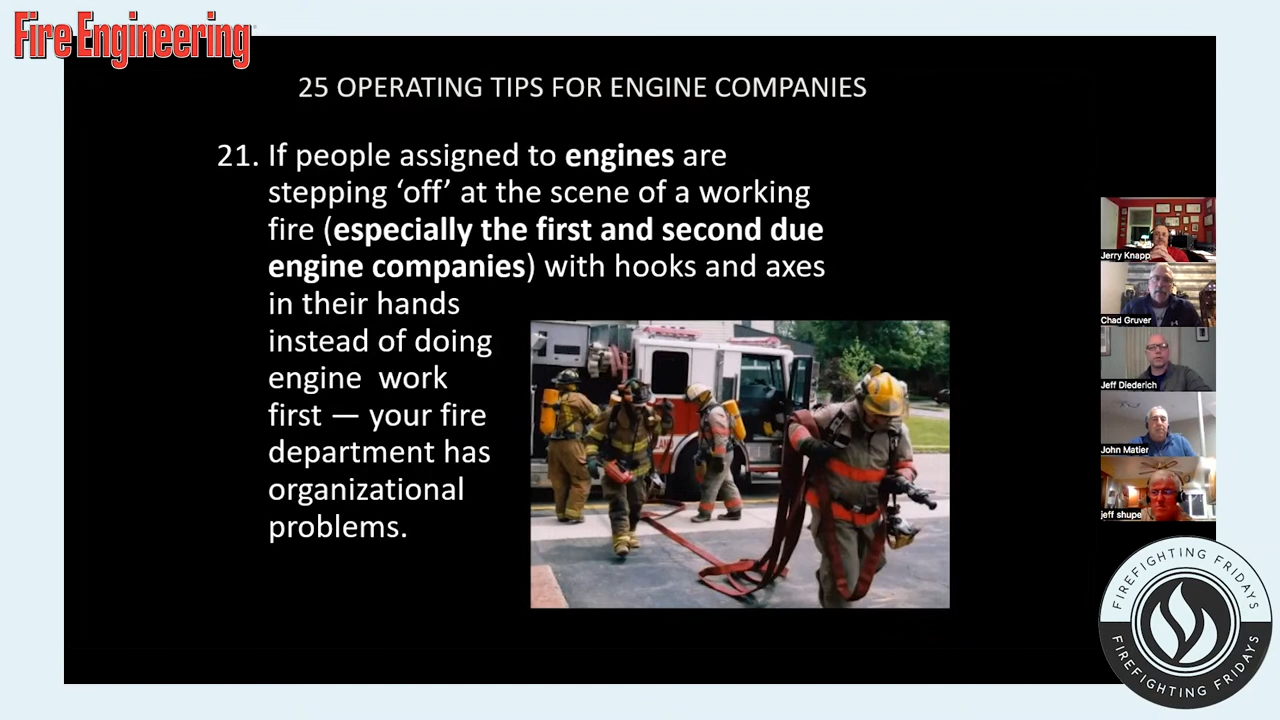 Fire Engineering
25 OPERATING TIPS FOR ENGINE COMPANIES
21. If people assigned to engines are
stepping ‘off’ at the scene of a working
fire (especially the first and second due
engine companies) with hooks and axes
in their hands
instead of doing
engine work
first — your fire
department has
organizational
problems.
Jerry Knapp
Chad Gruver
Jeff Diederich
John Matier
jeff shupe
FIREFIGHTING FRIDAYS
FIREFIGHTING FRIDAYS